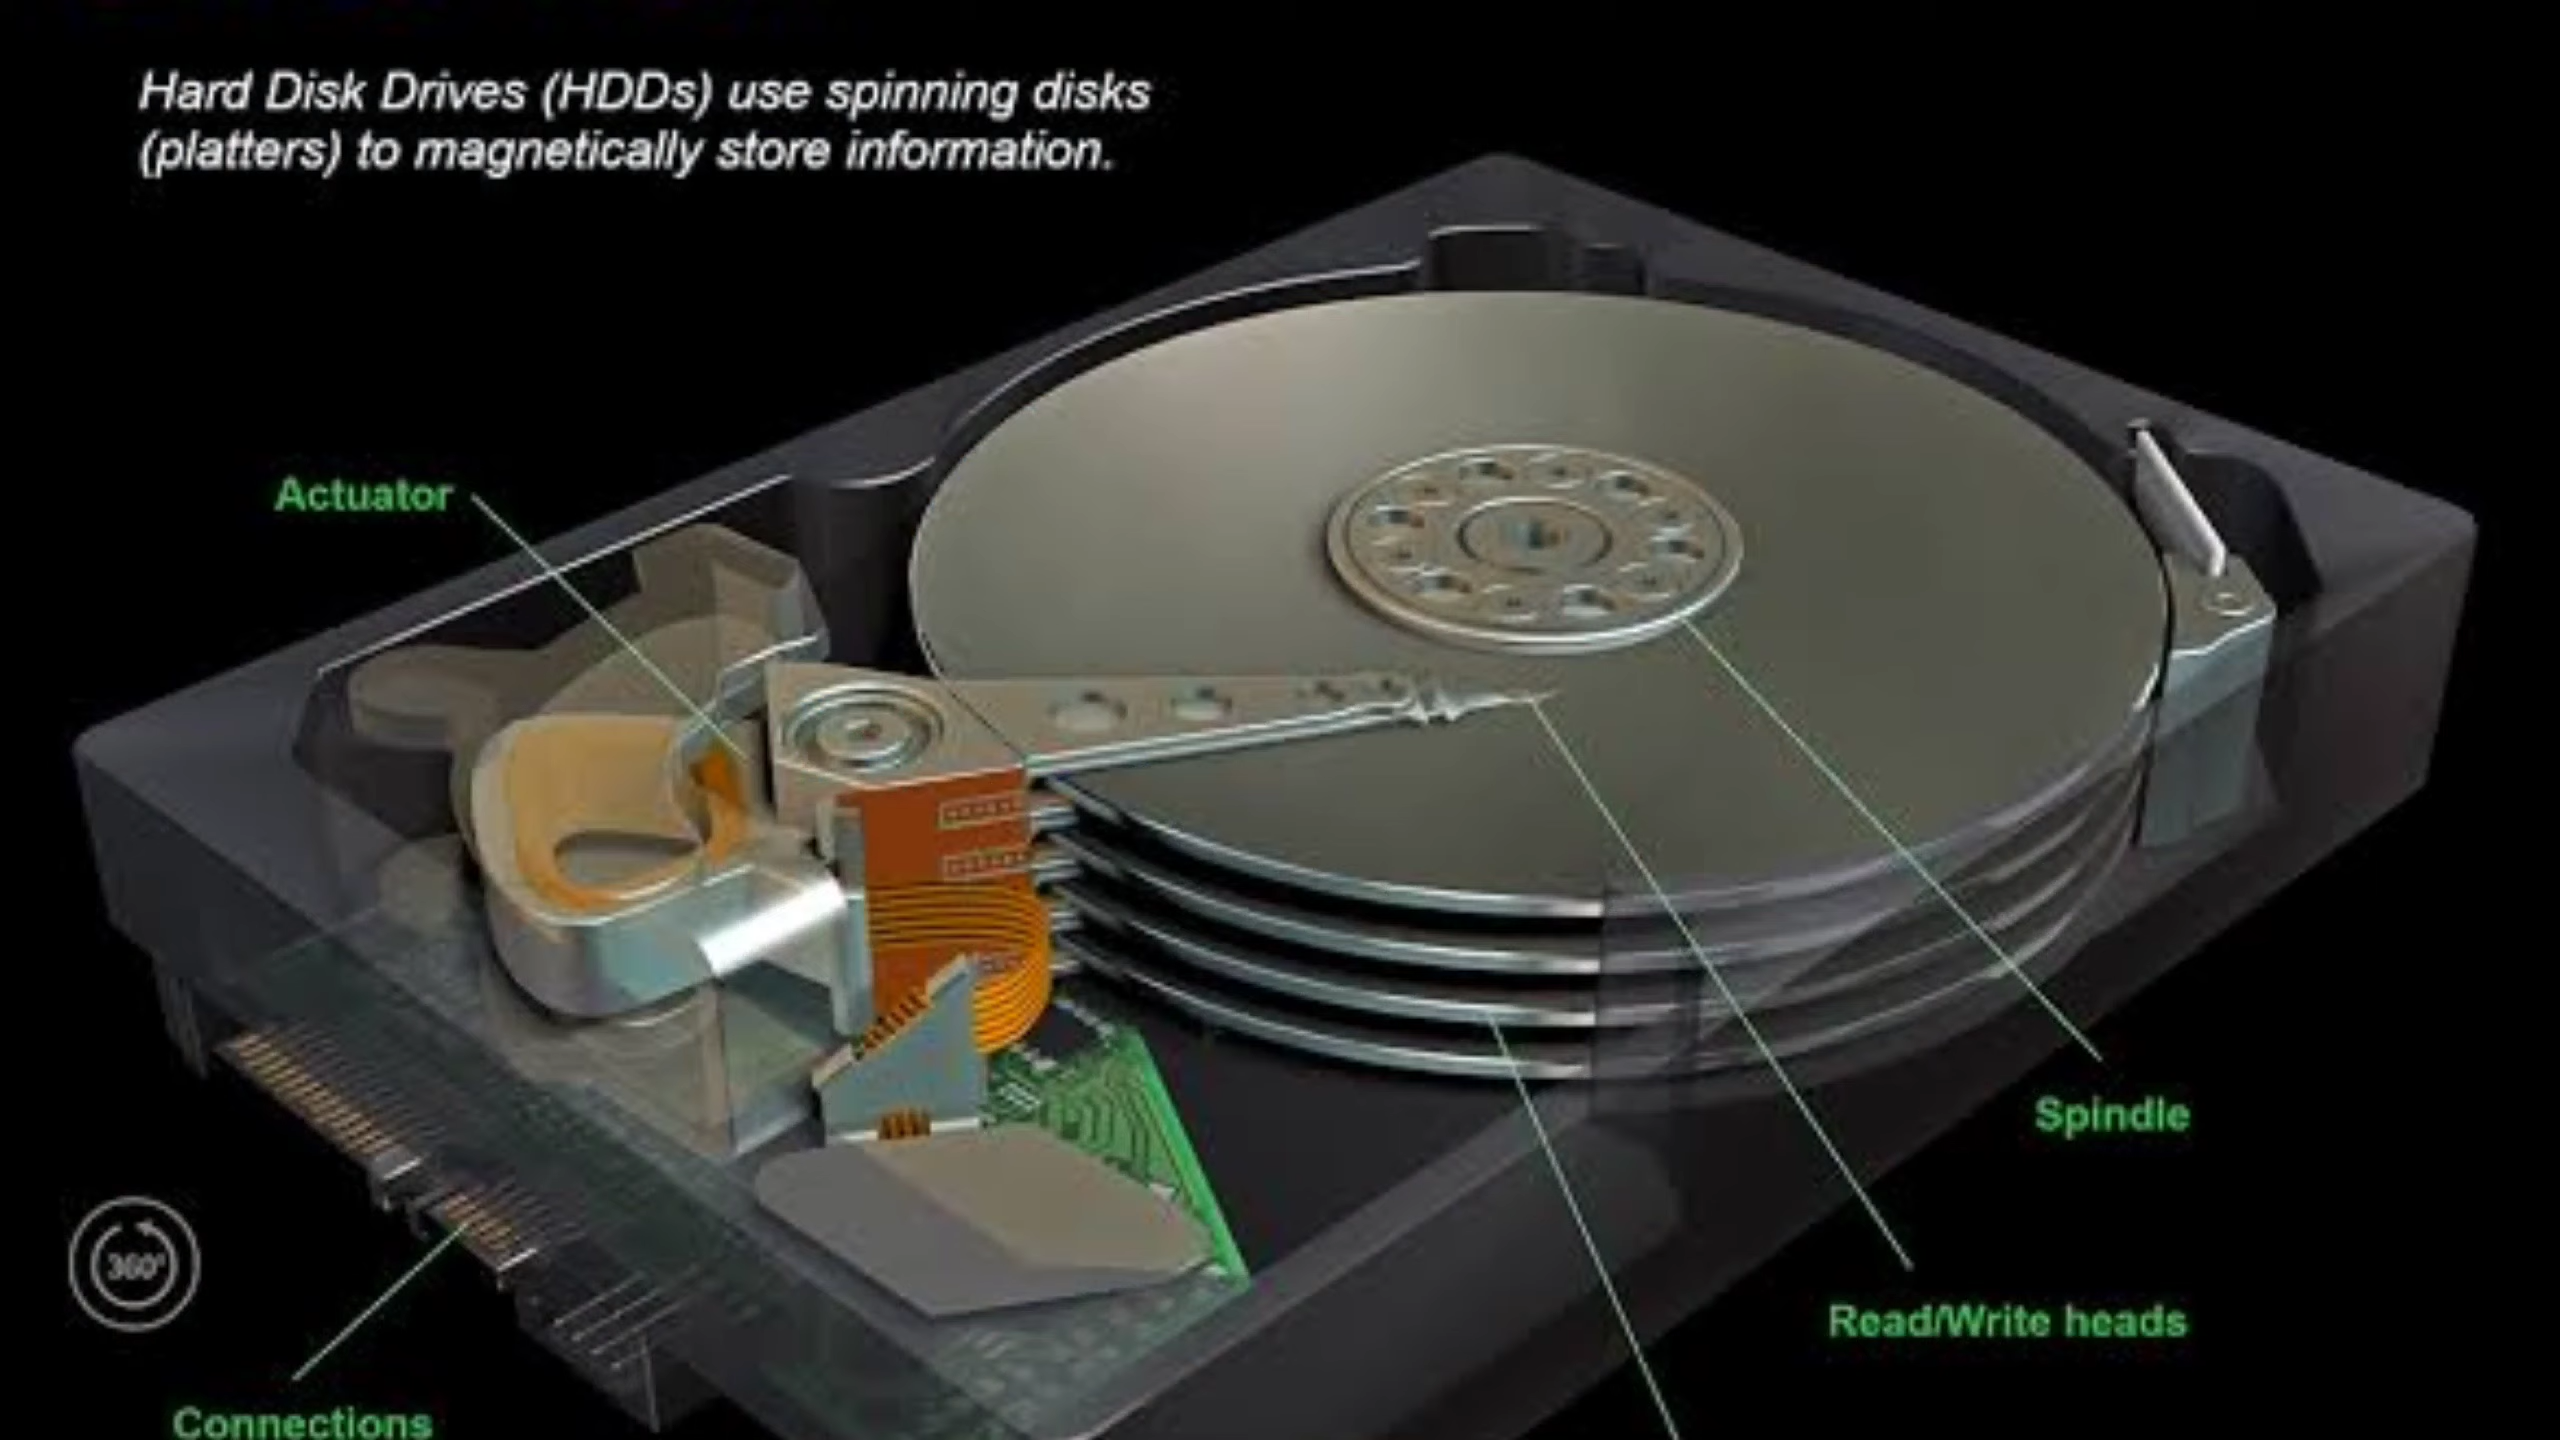 Hard Disk Drives (HDDs) use spinning disks
(platters) to magnetically store information.
Actuator
Spindle
360°
Read/Write heads
Connections